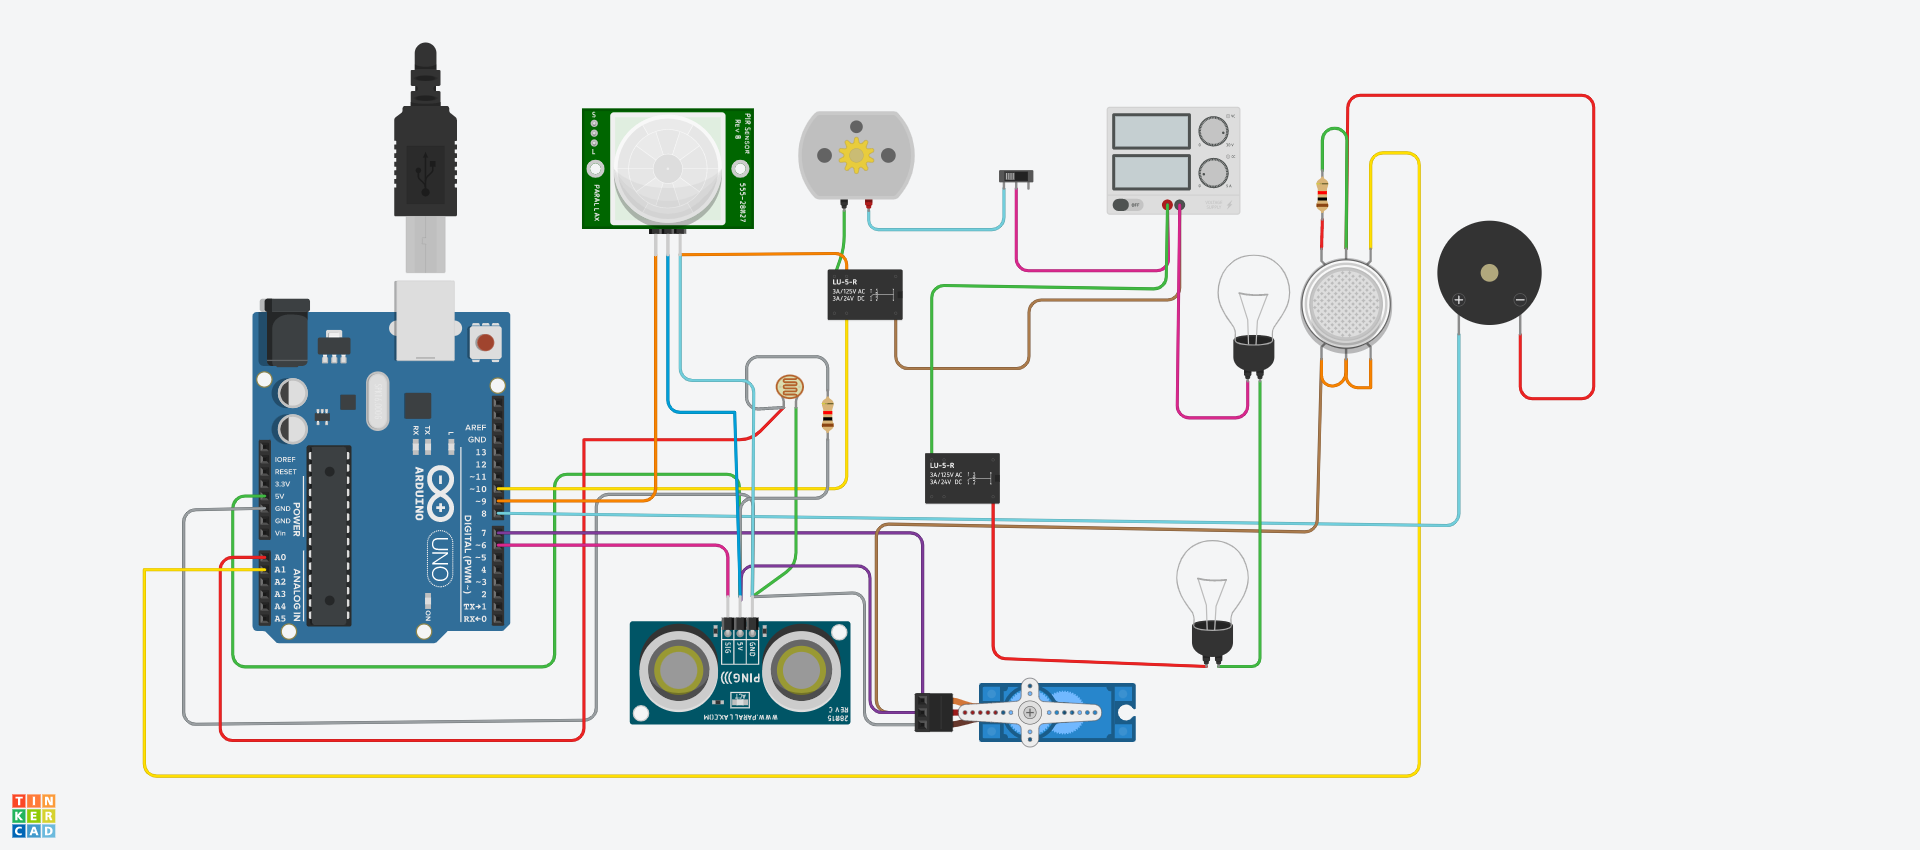 S
L
PIR Sensor
Rev B
PARALLAX
555-28027
OFF
LU-5-R
3A/125V AC
3A/24V DC
LU-5-R
3A/125V AC
3A/24V DC
+
−
RX
TX
L
ARDUINO
UNO
ON
AREF
GND
13
12
~11
~10
~9
8
7
~6
~5
4
~3
2
TX→1
RX←0
DIGITAL (PWM~)
IOREF
RESET
3.3V
5V
GND
GND
Vin
POWER
A0
A1
A2
A3
A4
A5
ANALOG IN
SIG
5V
GND
PING)))
ACT
WWW.PARALLAX.COM
28015
REV C
TIN
KER
CAD